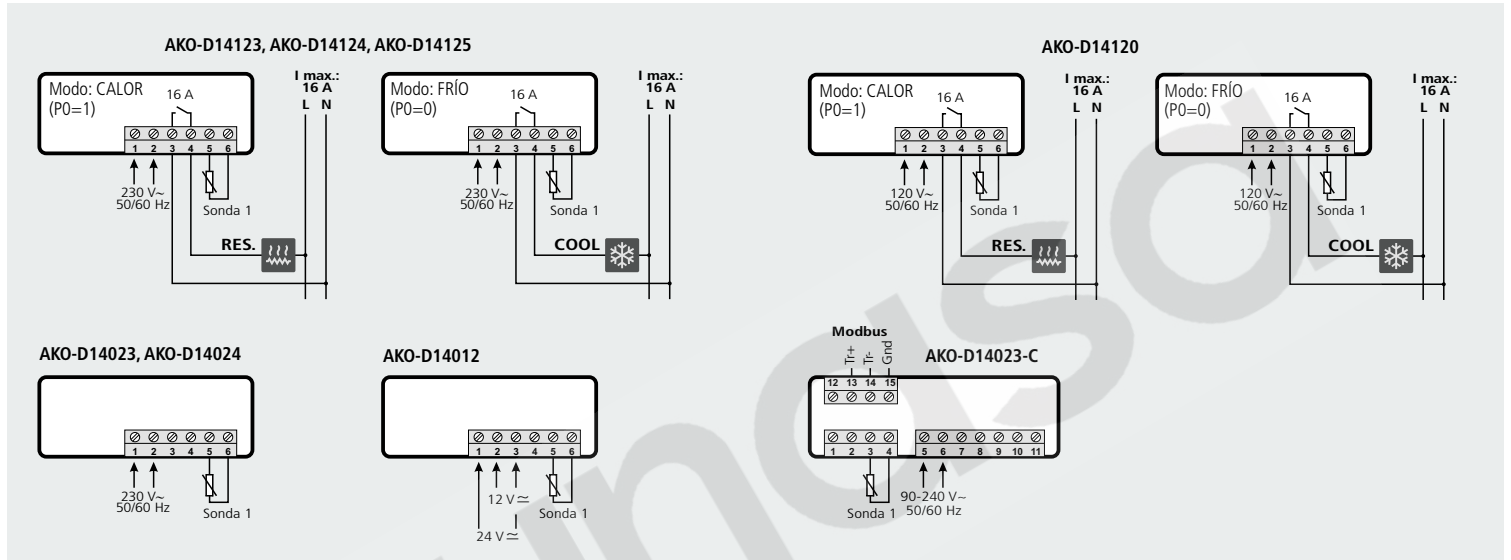 AKO-D14123, AKO-D14124, AKO-D14125
Modo: CALOR
(P0=1)
16 A
1 2 3 4 5 6
230 V~
50/60 Hz
Sonda 1
RES.
I max.:
16 A
L N
Modo: FRÍO
(P0=0)
16 A
1 2 3 4 5 6
230 V~
50/60 Hz
Sonda 1
COOL
I max.:
16 A
L N
AKO-D14120
Modo: CALOR
(P0=1)
16 A
1 2 3 4 5 6
120 V~
50/60 Hz
Sonda 1
RES.
I max.:
16 A
L N
Modo: FRÍO
(P0=0)
16 A
1 2 3 4 5 6
120 V~
50/60 Hz
Sonda 1
COOL
I max.:
16 A
L N
AKO-D14023, AKO-D14024
1 2 3 4 5 6
230 V~
50/60 Hz
Sonda 1
AKO-D14012
1 2 3 4 5 6
12 V≃
24 V≃
Sonda 1
AKO-D14023-C
Modbus
Tr+
Tr-
Gnd
12 13 14 15
1 2 3 4
5 6 7 8 9 10 11
Sonda 1
90-240 V~
50/60 Hz